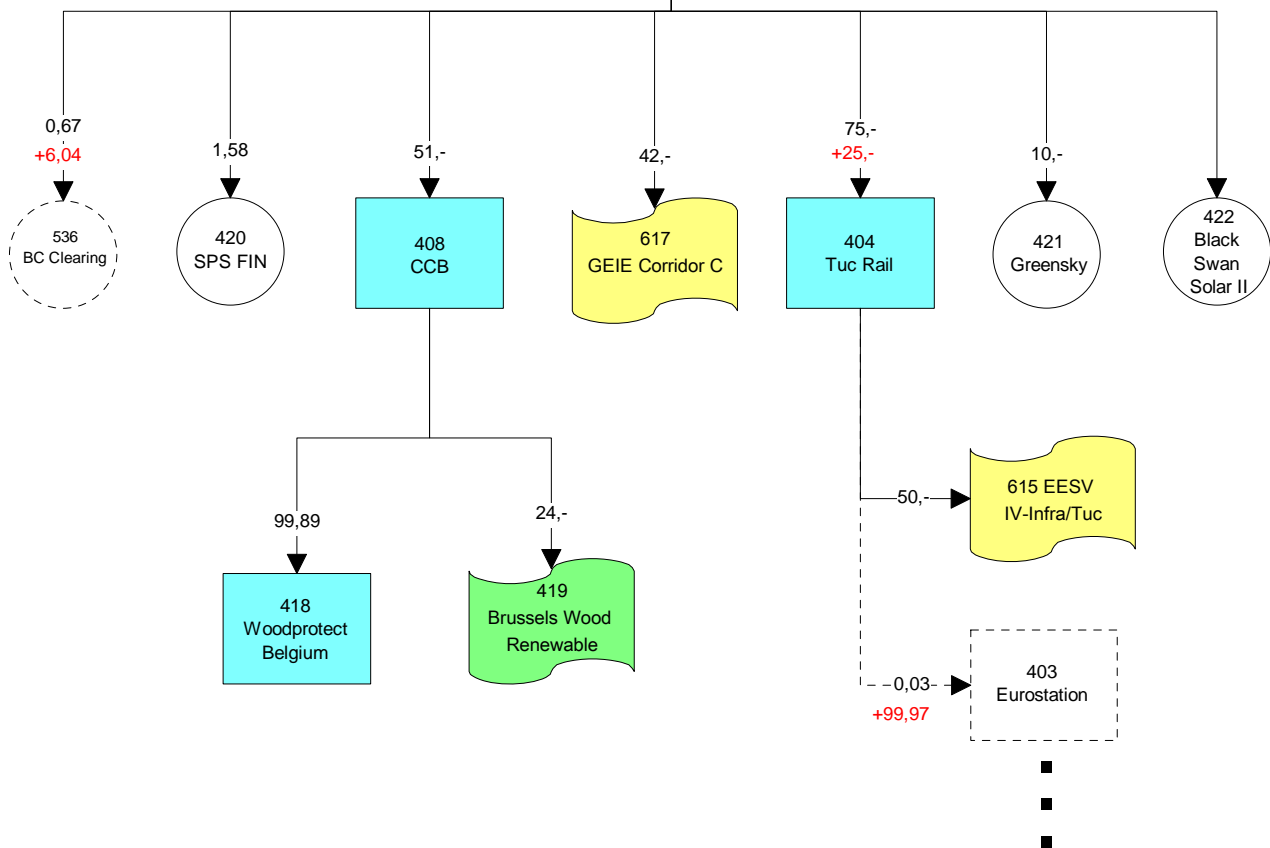 0,67
+6,04
1,58
51,-
42,-
75,-
+25,-
10,-
536
BC Clearing
420
SPS FIN
408
CCB
617
GEIE Corridor C
404
Tuc Rail
421
Greensky
422
Black
Swan
Solar II
99,89
24,-
50,-
615 EESV
IV-Infra/Tuc
418
Woodprotect
Belgium
419
Brussels Wood
Renewable
0,03
+99,97
403
Eurostation